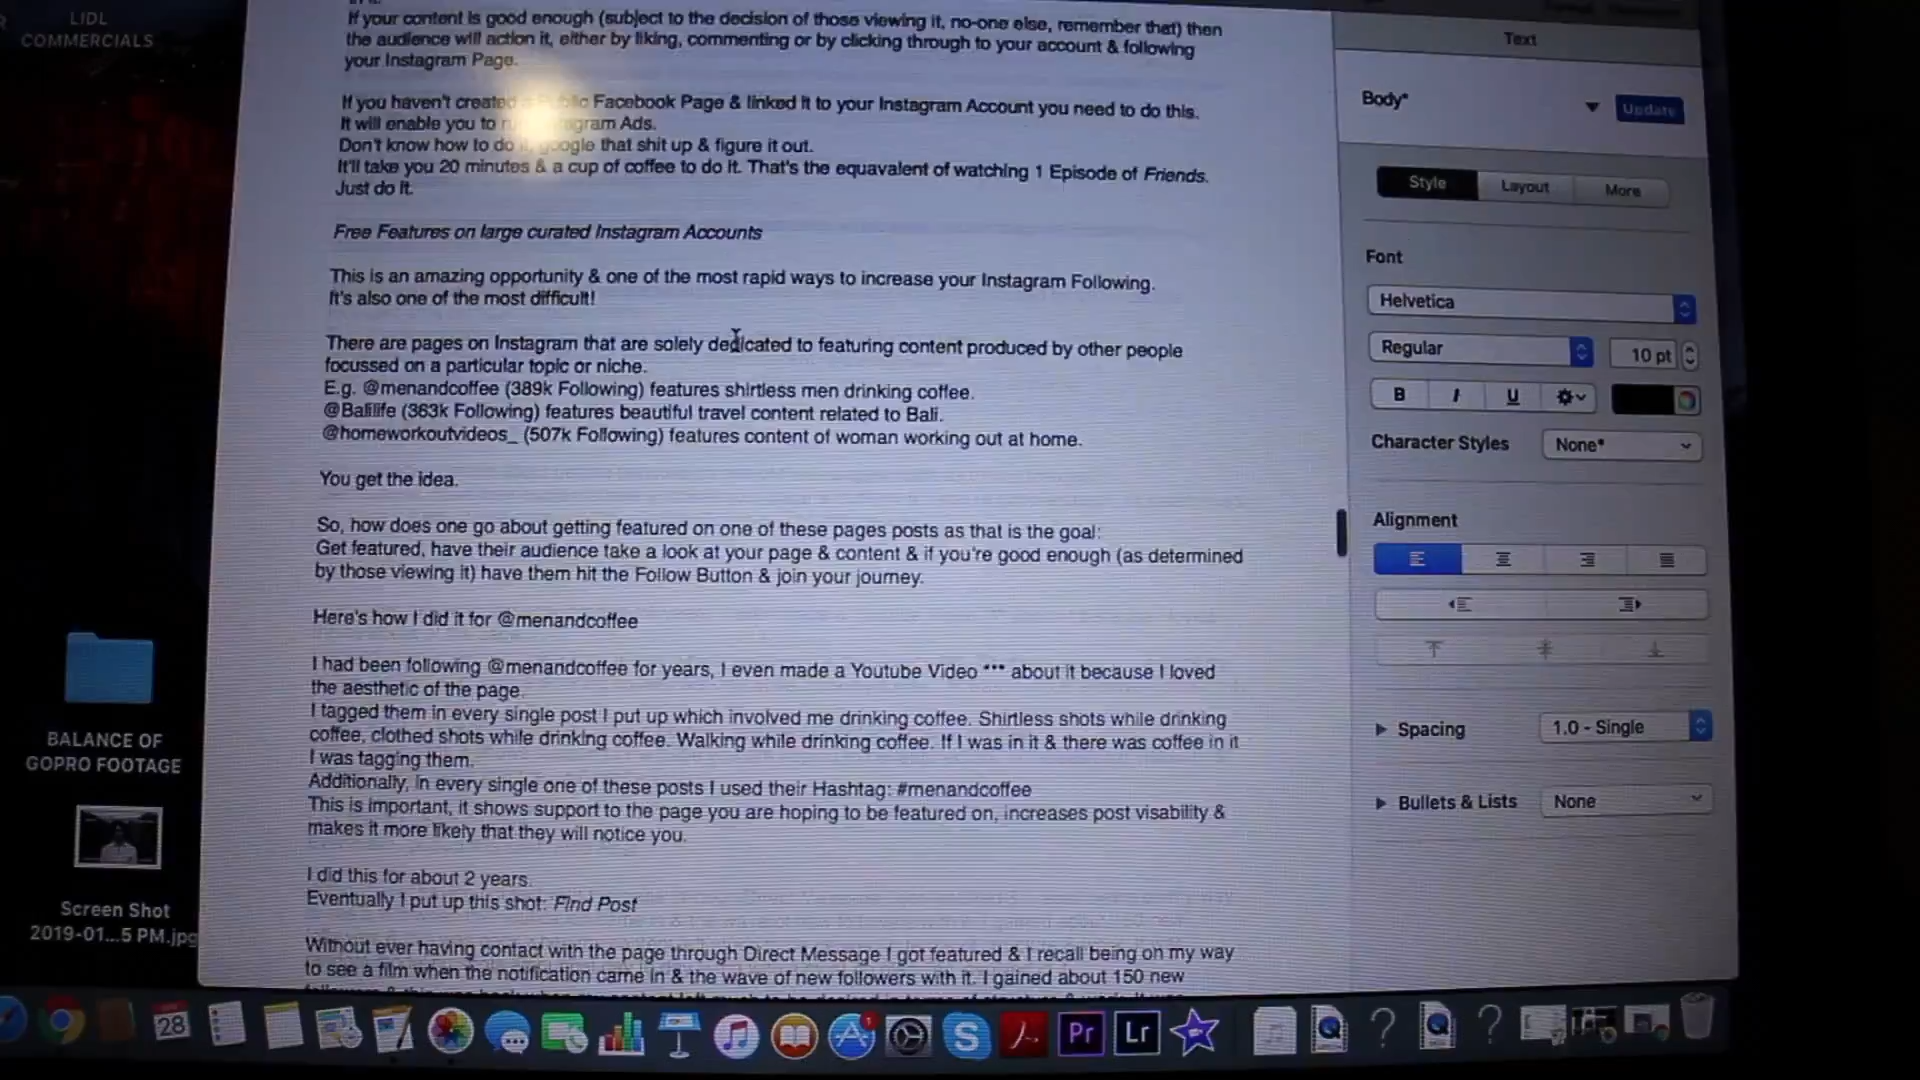 LIDL
COMMERCIALS
If your content is good enough (subject to the decision of those viewing it, no-one else, remember that) then
the audience will action it, either by liking, commenting or by clicking through to your account & following
your Instagram Page.
If you haven't created Facebook Page & linked it to your Instagram Account you need to do this.
It will enable you to Ads.
Don't know how to do google that shit up & figure it out.
It'll take you 20 minutes & a cup of coffee to do it. That's the equavalent of watching 1 Episode of Friends.
Just do it.
Free Features on large curated Instagram Accounts
This is an amazing opportunity & one of the most rapid ways to increase your Instagram Following.
It's also one of the most difficult!
There are pages on Instagram that are solely dedicated to featuring content produced by other people
focussed on a particular topic or niche.
E.g. @menandcoffee (389k Following) features shirtless men drinking coffee.
@Balilife (363k Following) features beautiful travel content related to Bali.
@homeworkoutvideos_ (507k Following) features content of woman working out at home.
You get the idea.
So, how does one go about getting featured on one of these pages posts as that is the goal:
Get featured, have their audience take a look at your page & content & if you're good enough (as determined
by those viewing it) have them hit the Follow Button & join your journey.
Here's how I did it for @menandcoffee
I had been following @menandcoffee for years, I even made a Youtube Video *** about it because I loved
the aesthetic of the page.
I tagged them in every single post I put up which involved me drinking coffee. Shirtless shots while drinking
coffee, clothed shots while drinking coffee. Walking while drinking coffee. If I was in it & there was coffee in it
I was tagging them.
Additionally, in every single one of these posts I used their Hashtag: #menandcoffee
This is important, it shows support to the page you are hoping to be featured on, increases post visability &
makes it more likely that they will notice you.
I did this for about 2 years.
Eventually I put up this shot: Find Post
Without ever having contact with the page through Direct Message I got featured & I recall being on my way
to see a film when the notification came in & the wave of new followers with it. I gained about 150 new
Text
Body*
Update
Style
Layout
More
Font
Helvetica
Regular
10 pt
B
I
U
Character Styles
None*
Alignment
Spacing
1.0 - Single
Bullets & Lists
None
BALANCE OF
GOPRO FOOTAGE
Screen Shot
2019-01...5 PM.jpg
28
1
Pr
Lr